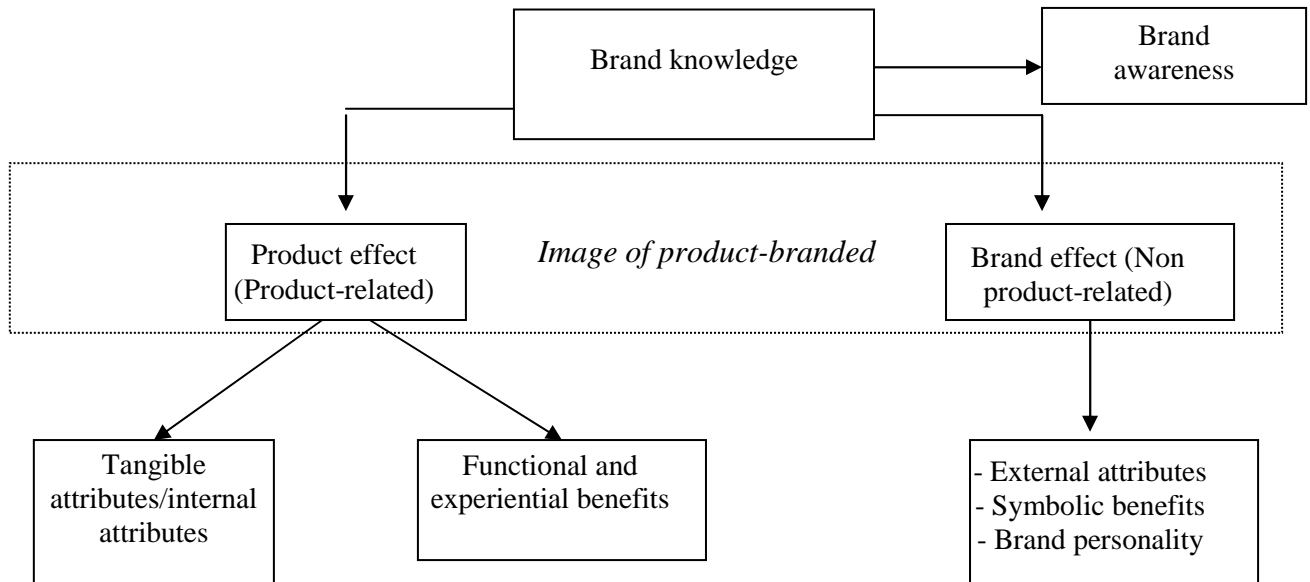 Brand knowledge
Brand
awareness
Product effect
(Product-related)
Image of product-branded
Brand effect (Non
product-related)
Tangible
attributes/internal
attributes
Functional and
experiential benefits
- External attributes
- Symbolic benefits
- Brand personality